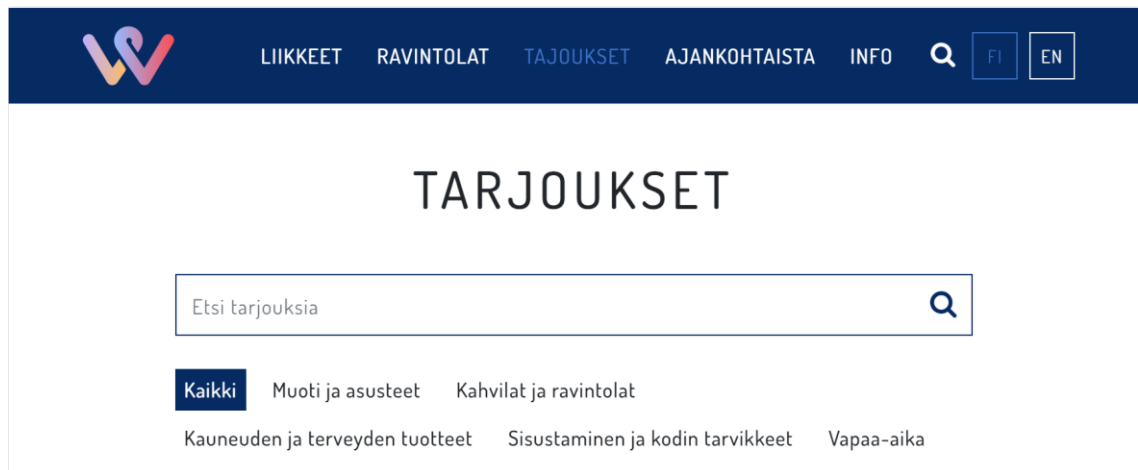 LIIKKEET RAVINTOLAT TAJOUKSET AJANKOHTAISTA INFO FI EN
TARJOUKSET
Etsi tarjouksia
Kaikki Muoti ja asusteet Kahvilat ja ravintolat
Kauneuden ja terveyden tuotteet Sisustaminen ja kodin tarvikkeet Vapaa-aika